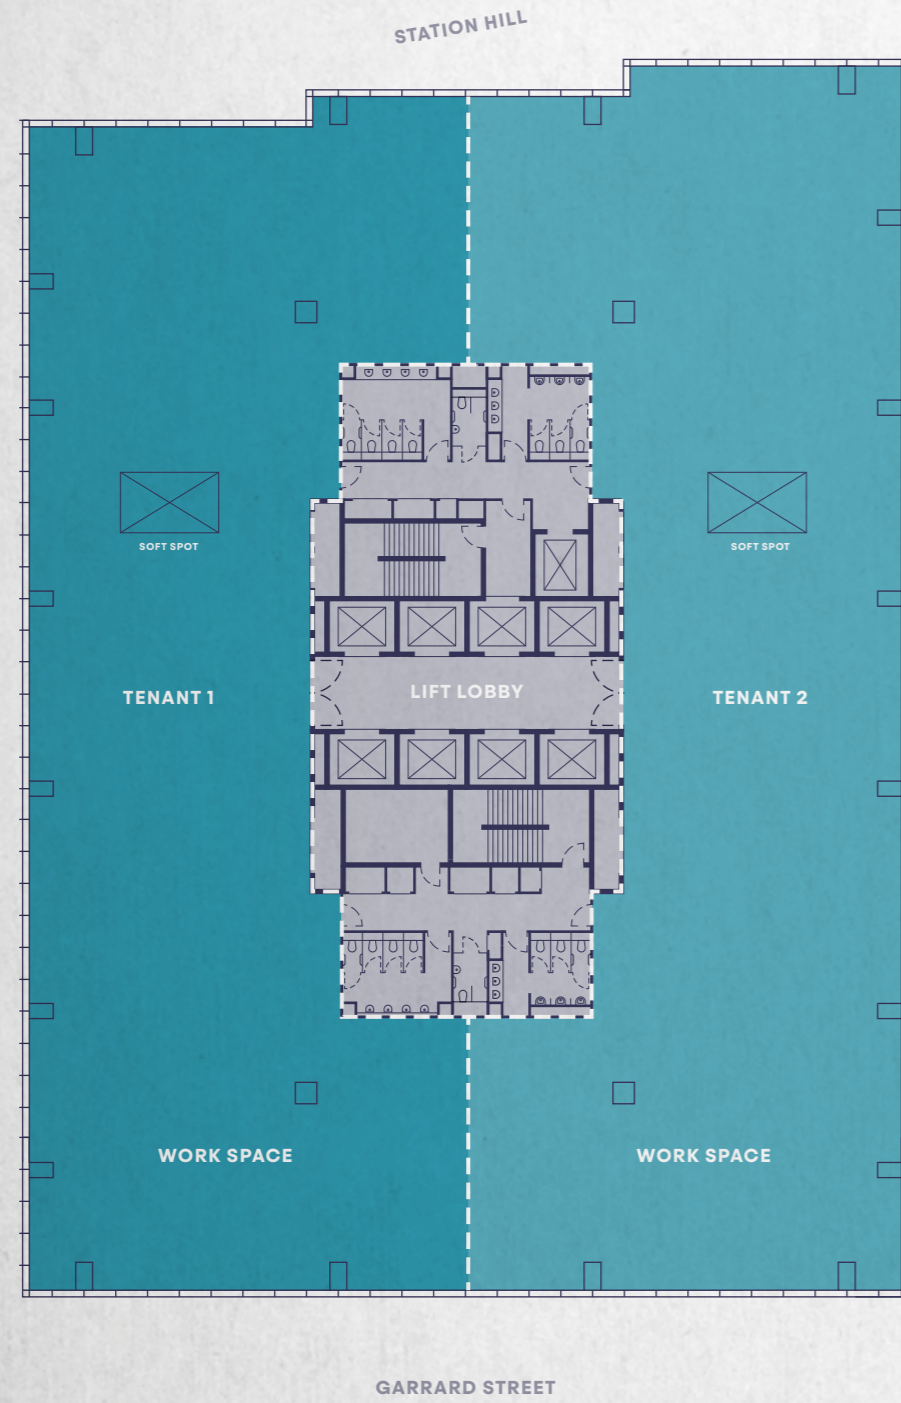 STATION HILL
SOFT SPOT
SOFT SPOT
TENANT 1
LIFT LOBBY
TENANT 2
WORK SPACE
WORK SPACE
GARRARD STREET